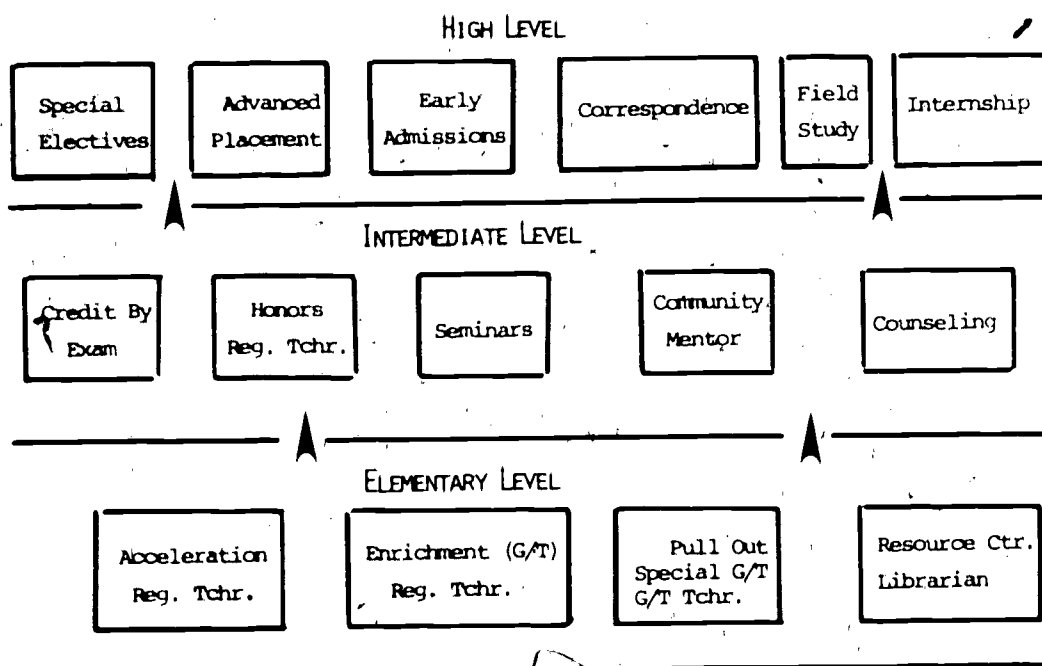 HIGH LEVEL
Special
Electives
Advanced
Placement
Early
Admissions
Correspondence
Field
Study
Internship
INTERMEDIATE LEVEL
Credit By
Exam
Honors
Reg. Tchr.
Seminars
Community
Mentor
Counseling
ELEMENTARY LEVEL
Acceleration
Reg. Tchr.
Enrichment (G/T)
Reg. Tchr.
Pull Out
Special G/T
G/T Tchr.
Resource Ctr.
Librarian